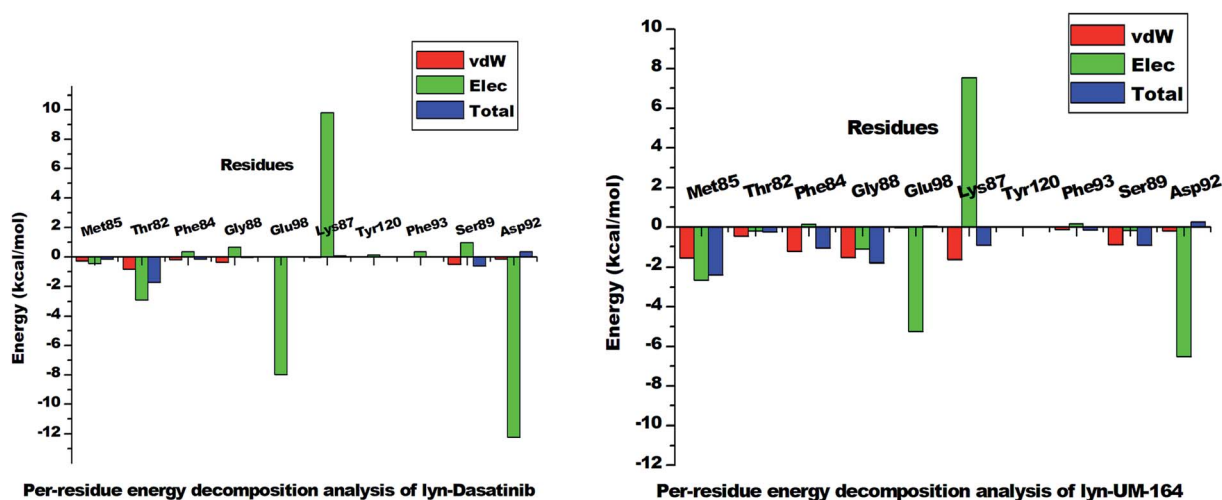 vdW
Elec
Total
10
8
6
4
2
0
-2
-4
-6
-8
-10
-12
Energy (kcal/mol)
Residues
Met85
Thr82
Phe84
Gly88
Glu98
Lys87
Tyr120
Phe93
Ser89
Asp92
Per-residue energy decomposition analysis of lyn-Dasatinib
vdW
Elec
Total
10
8
6
4
2
0
-2
-4
-6
-8
-10
-12
Energy (kcal/mol)
Residues
Met85
Thr82
Phe84
Gly88
Glu98
Lys87
Tyr120
Phe93
Ser89
Asp92
Per-residue energy decomposition analysis of lyn-UM-164